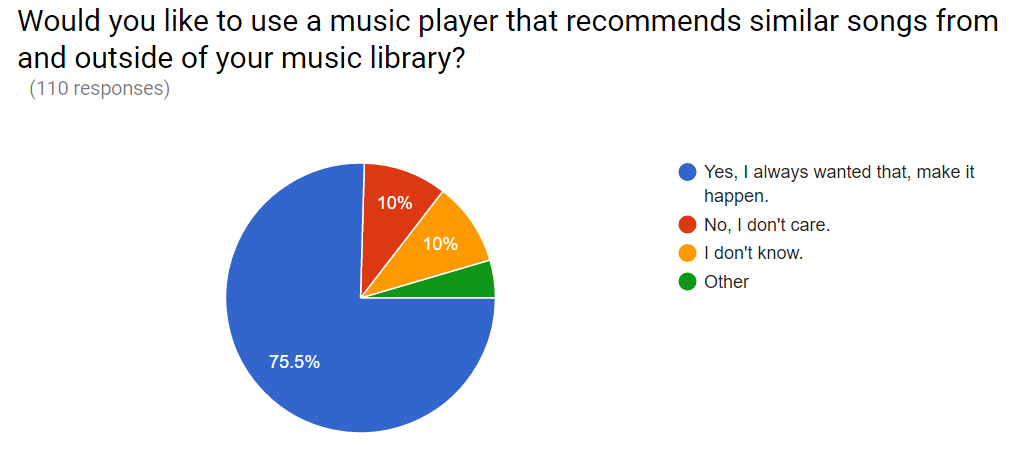 Would you like to use a music player that recommends similar songs from
and outside of your music library?
(110 responses)
Yes, I always wanted that, make it
happen.
No, I don't care.
I don't know.
Other
10%
10%
75.5%